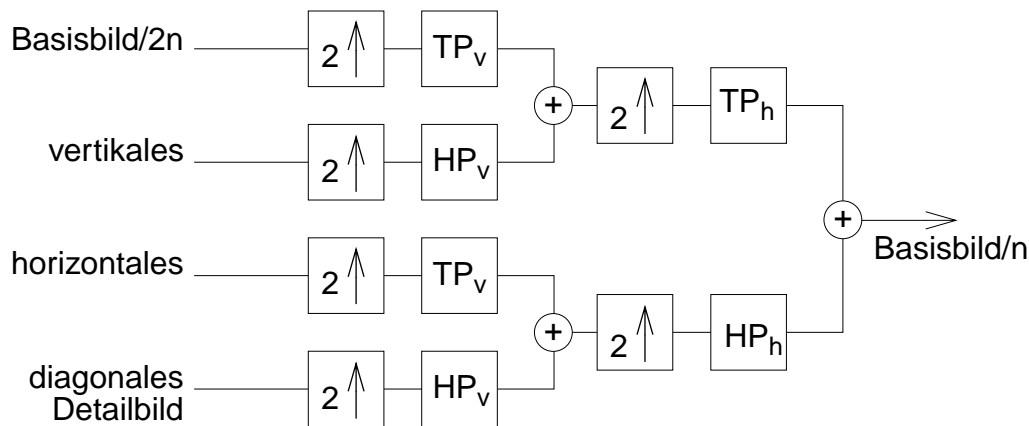 Basisbild/2n
2
TPv
2
TPh
+
vertikales
2
HPv
+
Basisbild/n
horizontales
2
TPv
+
2
HPh
diagonales
Detailbild
2
HPv